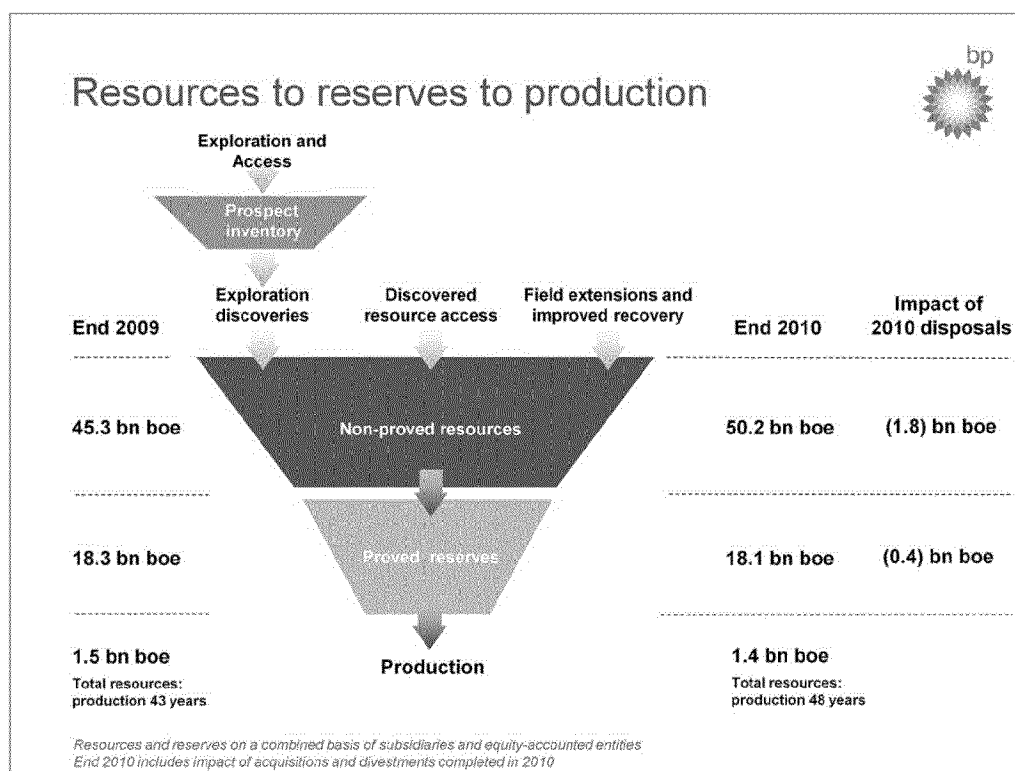 bp
Resources to reserves to production
Exploration and
Access
Prospect
inventory
Exploration
discoveries
Discovered
resource access
Field extensions and
improved recovery
End 2009
End 2010
Impact of
2010 disposals
45.3 bn boe
Non-proved resources
50.2 bn boe
(1.8) bn boe
18.3 bn boe
Proved reserves
18.1 bn boe
(0.4) bn boe
1.5 bn boe
Total resources:
production 43 years
Production
1.4 bn boe
Total resources:
production 48 years
Resources and reserves on a combined basis of subsidiaries and equity-accounted entities
End 2010 includes impact of acquisitions and divestments completed in 2010